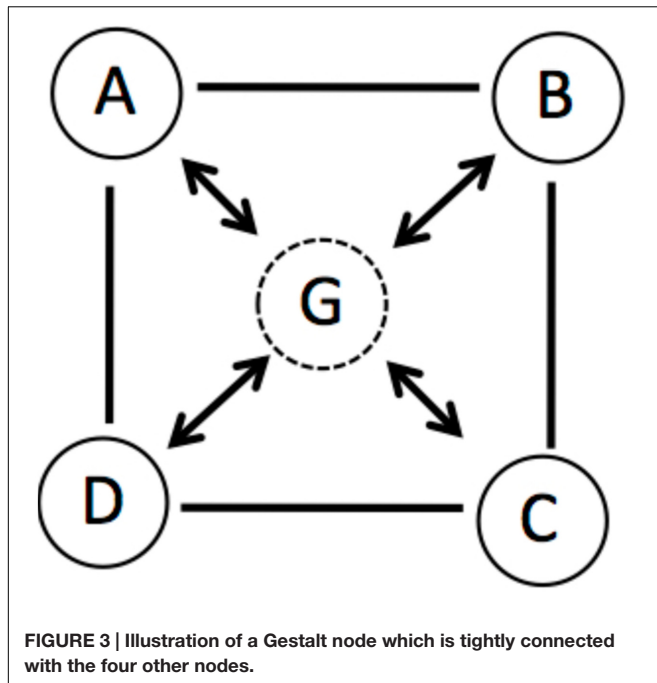 A
B
G
D
C
FIGURE 3 | Illustration of a Gestalt node which is tightly connected
with the four other nodes.